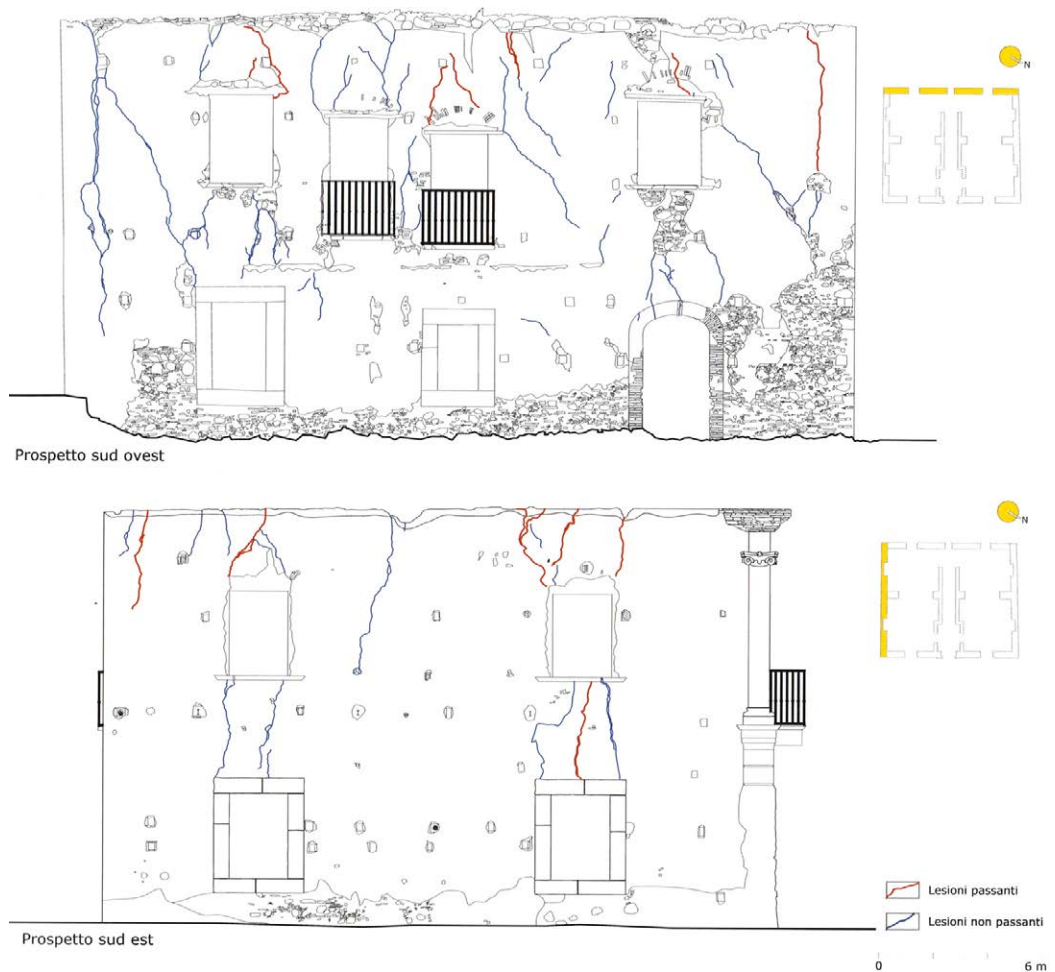 N
Prospetto sud ovest
N
Lesioni passanti
Lesioni non passanti
Prospetto sud est
0 6 m